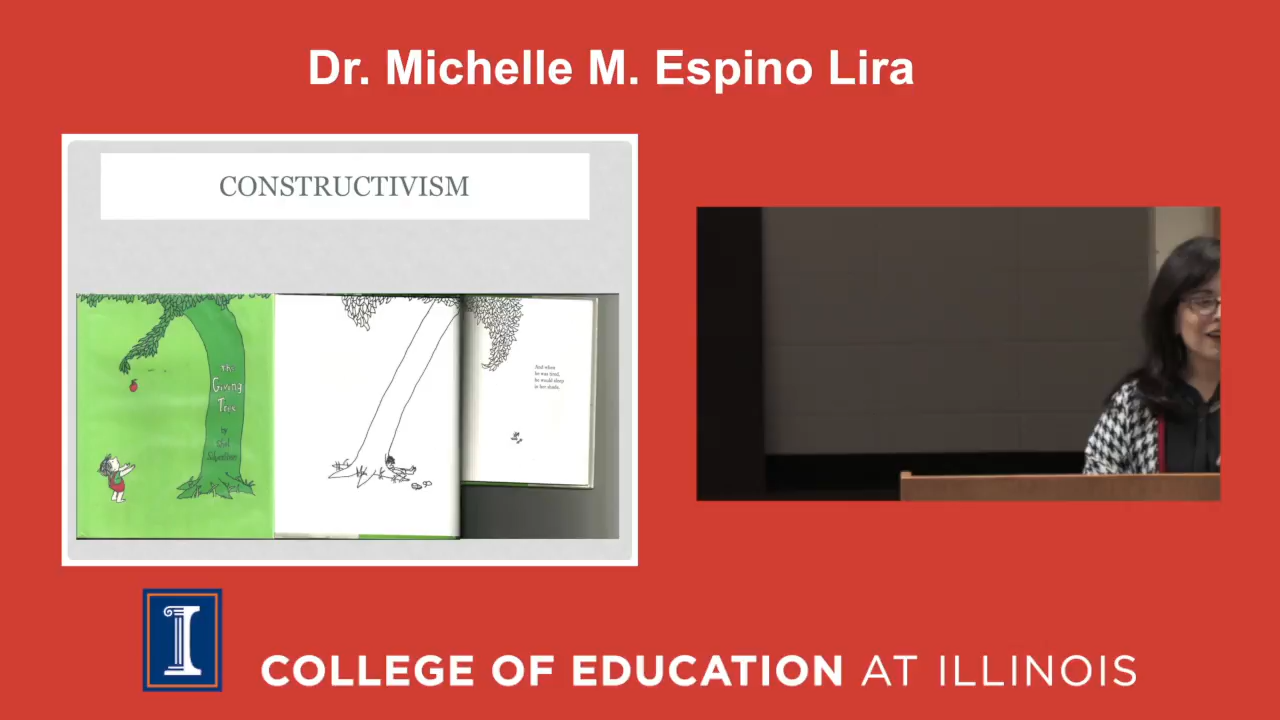 Dr. Michelle M. Espino Lira
CONSTRUCTIVISM
The
Giving
Tree
by
Shel
Silverstein
And when
he was tired,
he would sleep
in her shade.
I
COLLEGE OF EDUCATION AT ILLINOIS